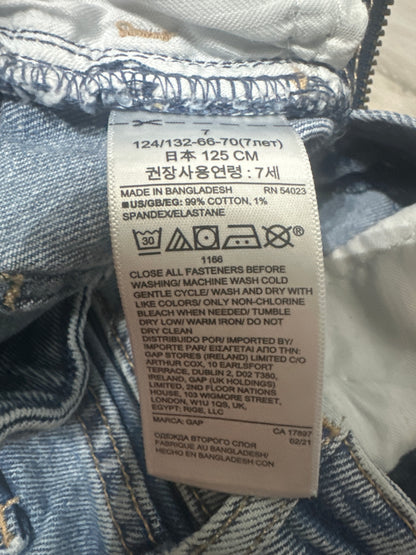 7
124/132-66-70(7лет)
日本 125 CM
권장사용연령 : 7세
MADE IN BANGLADESH RN 54023
■US/GB/EG: 99% COTTON, 1%
SPANDEX/ELASTANE
30
1166
CLOSE ALL FASTENERS BEFORE
WASHING/ MACHINE WASH COLD
GENTLE CYCLE/ WASH AND DRY WITH
LIKE COLORS/ ONLY NON-CHLORINE
BLEACH WHEN NEEDED/ TUMBLE
DRY LOW/ WARM IRON/ DO NOT
DRY CLEAN
DISTRIBUIDO POR/ IMPORTED BY/
IMPORTE PAR/ ΕΙΣΑΓΕΤΑΙ ΑΠΟ ΤΗΝ:
GAP STORES (IRELAND) LIMITED C/O
ARTHUR COX, 10 EARLSFORT
TERRACE, DUBLIN 2, D02 T380,
IRELAND, GAP (UK HOLDINGS)
LIMITED, 2ND FLOOR NATIONS
HOUSE, 103 WIGMORE STREET,
LONDON, W1U 1QS, UK,
EGYPT: RIGE, LLC
MARCA: GAP CA 17897
ОДЕЖДА ВТОРОГО СЛОЯ 02/21
FABRIQUE AU BANGLADESH/
HECHO EN BANGLADESH CON